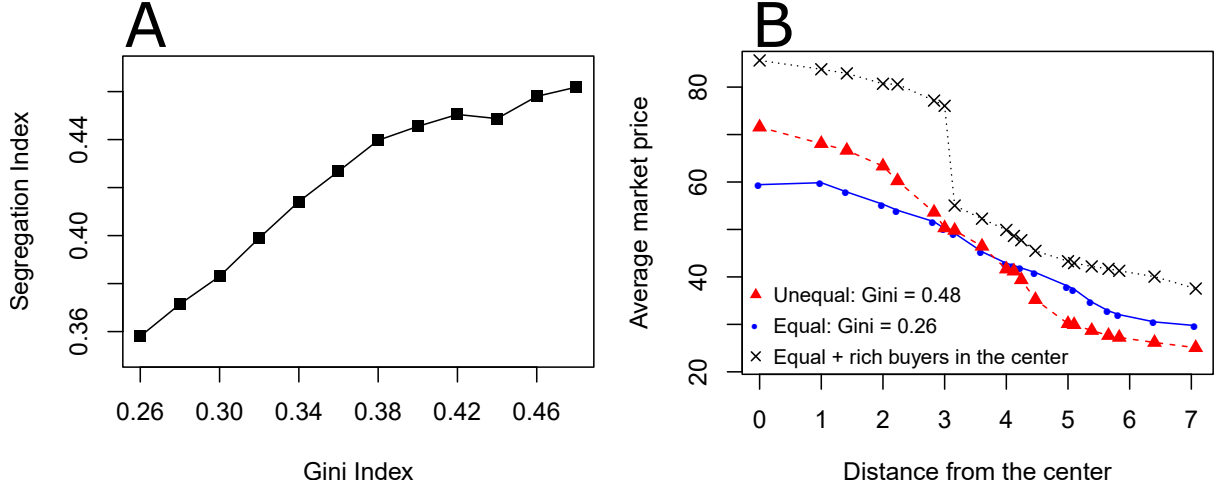 A
Segregation Index
0.44
0.40
0.36
0.26 0.30 0.34 0.38 0.42 0.46
Gini Index
B
Average market price
80
60
40
20
Unequal: Gini = 0.48
Equal: Gini = 0.26
Equal + rich buyers in the center
0 1 2 3 4 5 6 7
Distance from the center